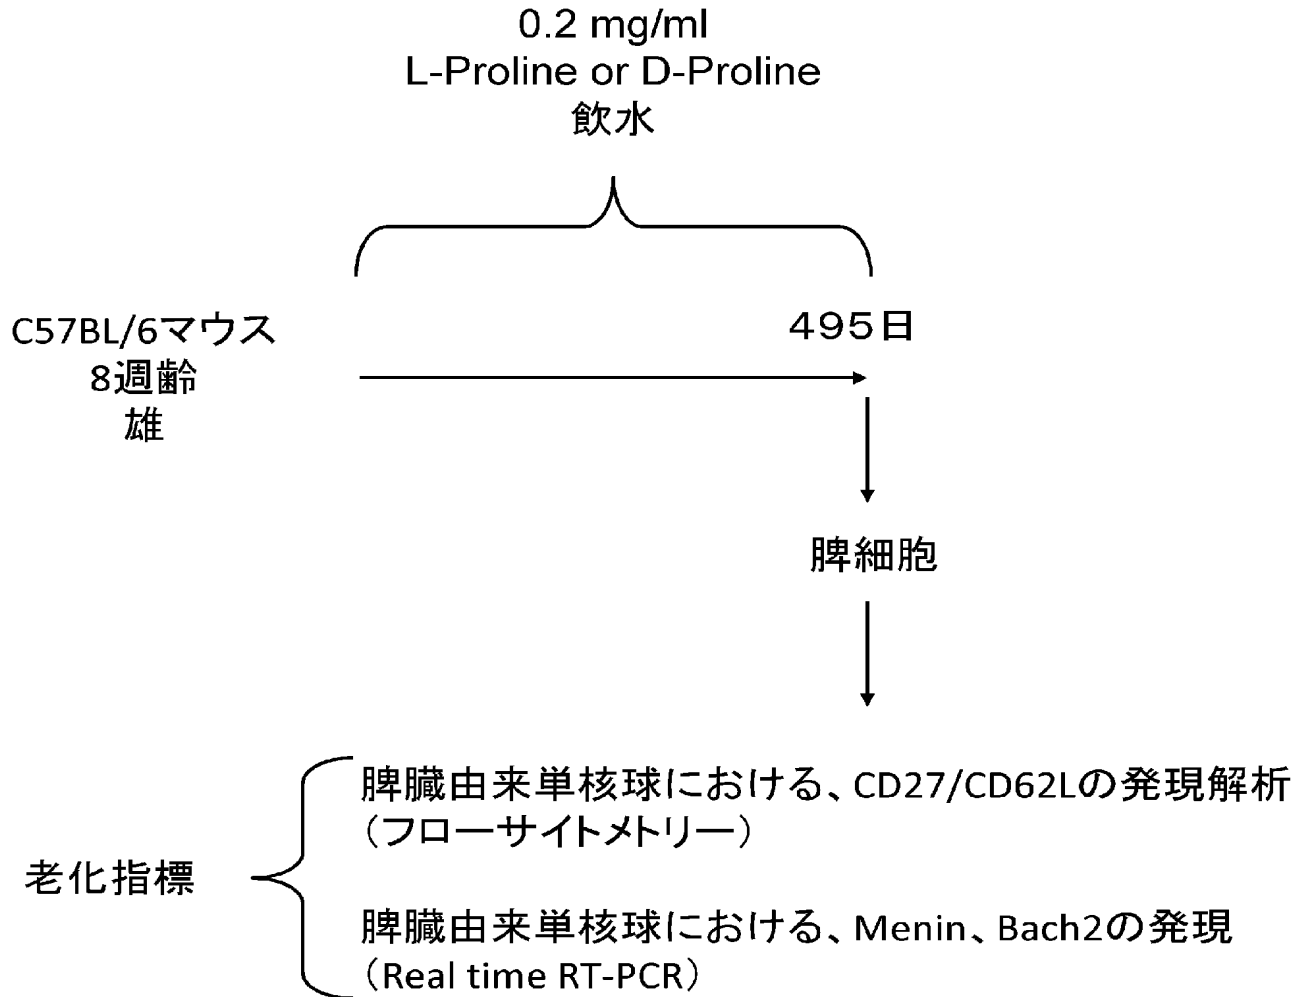 0.2 mg/ml
L-Proline or D-Proline
飲水
C57BL/6マウス
8週齢
雄
495日
脾細胞
老化指標
脾臓由来単核球における、CD27/CD62Lの発現解析
（フローサイトメトリー）
脾臓由来単核球における、Menin、Bach2の発現
（Real time RT-PCR）